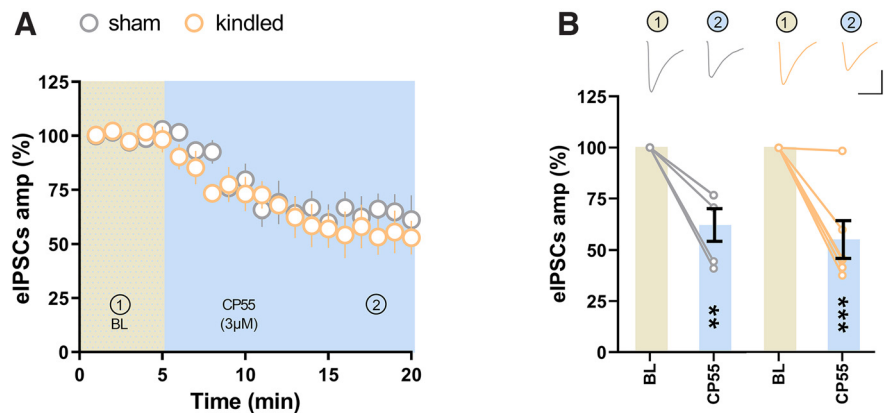 A
sham
kindled
eIPSCs amp (%)
125
100
75
50
25
0
1
BL
CP55
(3µM)
2
0
5
10
15
20
Time (min)
B
1
2
1
2
eIPSCs amp (%)
125
100
75
50
25
0
**
***
BL
CP55
BL
CP55